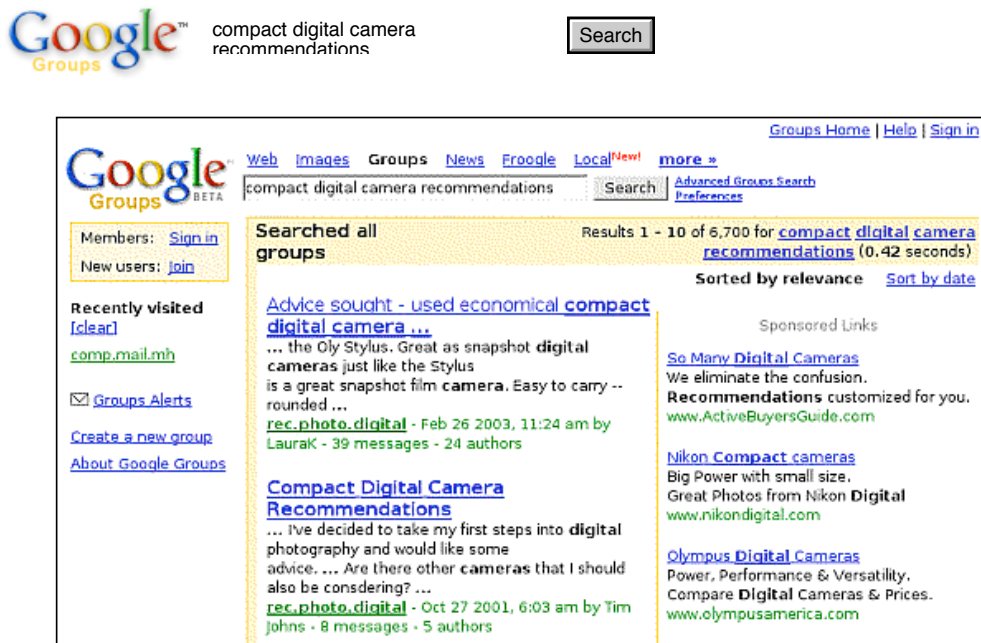 Google™
Groups
compact digital camera
recommendations
Search
Groups Home | Help | Sign in
Google™
Groups BETA
Web Images Groups News Froogle Local New! more »
compact digital camera recommendations
Search
Advanced Groups Search
Preferences
Members: Sign in
New users: Join
Recently visited
[clear]
comp.mail.mh
Groups Alerts
Create a new group
About Google Groups
Searched all
groups
Results 1 - 10 of 6,700 for compact digital camera
recommendations (0.42 seconds)
Sorted by relevance Sort by date
Advice sought - used economical compact
digital camera ...
... the Oly Stylus. Great as snapshot digital
cameras just like the Stylus
is a great snapshot film camera. Easy to carry --
rounded ...
rec.photo.digital - Feb 26 2003, 11:24 am by
LauraK - 39 messages - 24 authors
Compact Digital Camera
Recommendations
... I've decided to take my first steps into digital
photography and would like some
advice. ... Are there other cameras that I should
also be consdering? ...
rec.photo.digital - Oct 27 2001, 6:03 am by Tim
Johns - 8 messages - 5 authors
Sponsored Links
So Many Digital Cameras
We eliminate the confusion.
Recommendations customized for you.
www.ActiveBuyersGuide.com
Nikon Compact cameras
Big Power with small size.
Great Photos from Nikon Digital
www.nikondigital.com
Olympus Digital Cameras
Power, Performance & Versatility.
Compare Digital Cameras & Prices.
www.olympusamerica.com